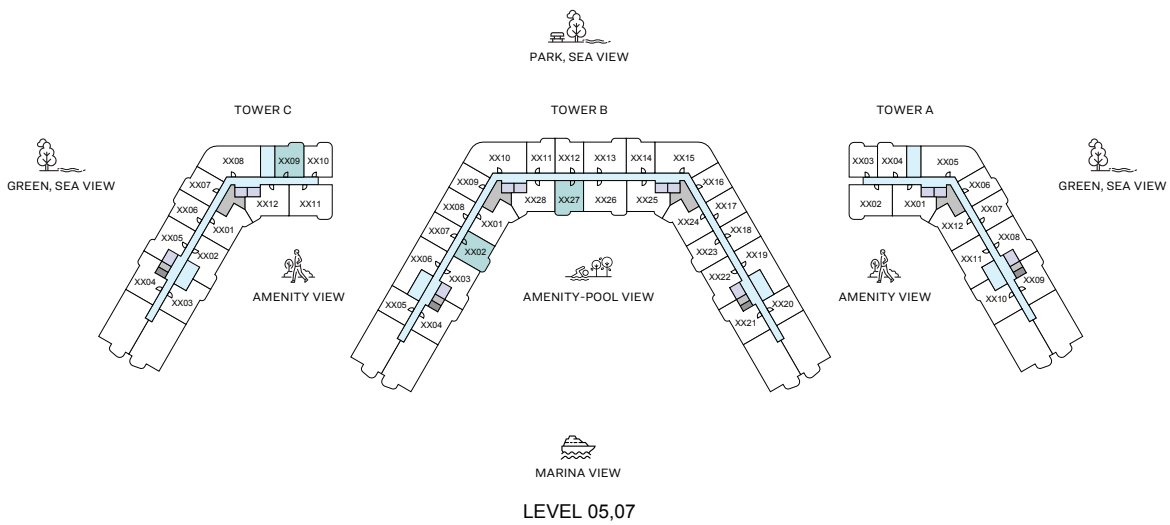 PARK, SEA VIEW
TOWER C
TOWER B
TOWER A
GREEN, SEA VIEW
GREEN, SEA VIEW
XX08
XX09
XX10
XX07
XX06
XX05
XX04
XX03
XX02
XX01
XX12
XX11
XX10
XX11
XX12
XX13
XX14
XX15
XX09
XX08
XX07
XX06
XX05
XX04
XX03
XX02
XX01
XX28
XX27
XX26
XX25
XX24
XX23
XX22
XX21
XX16
XX17
XX18
XX19
XX20
XX03
XX04
XX05
XX02
XX01
XX12
XX11
XX10
XX06
XX07
XX08
XX09
AMENITY VIEW
AMENITY-POOL VIEW
AMENITY VIEW
MARINA VIEW
LEVEL 05,07